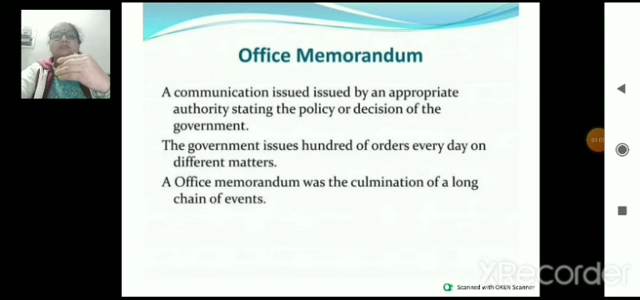 Office Memorandum
A communication issued issued by an appropriate
authority stating the policy or decision of the
government.
The government issues hundred of orders every day on
different matters.
A Office memorandum was the culmination of a long
chain of events.
XRecorder
Scanned with OKEN Scanner